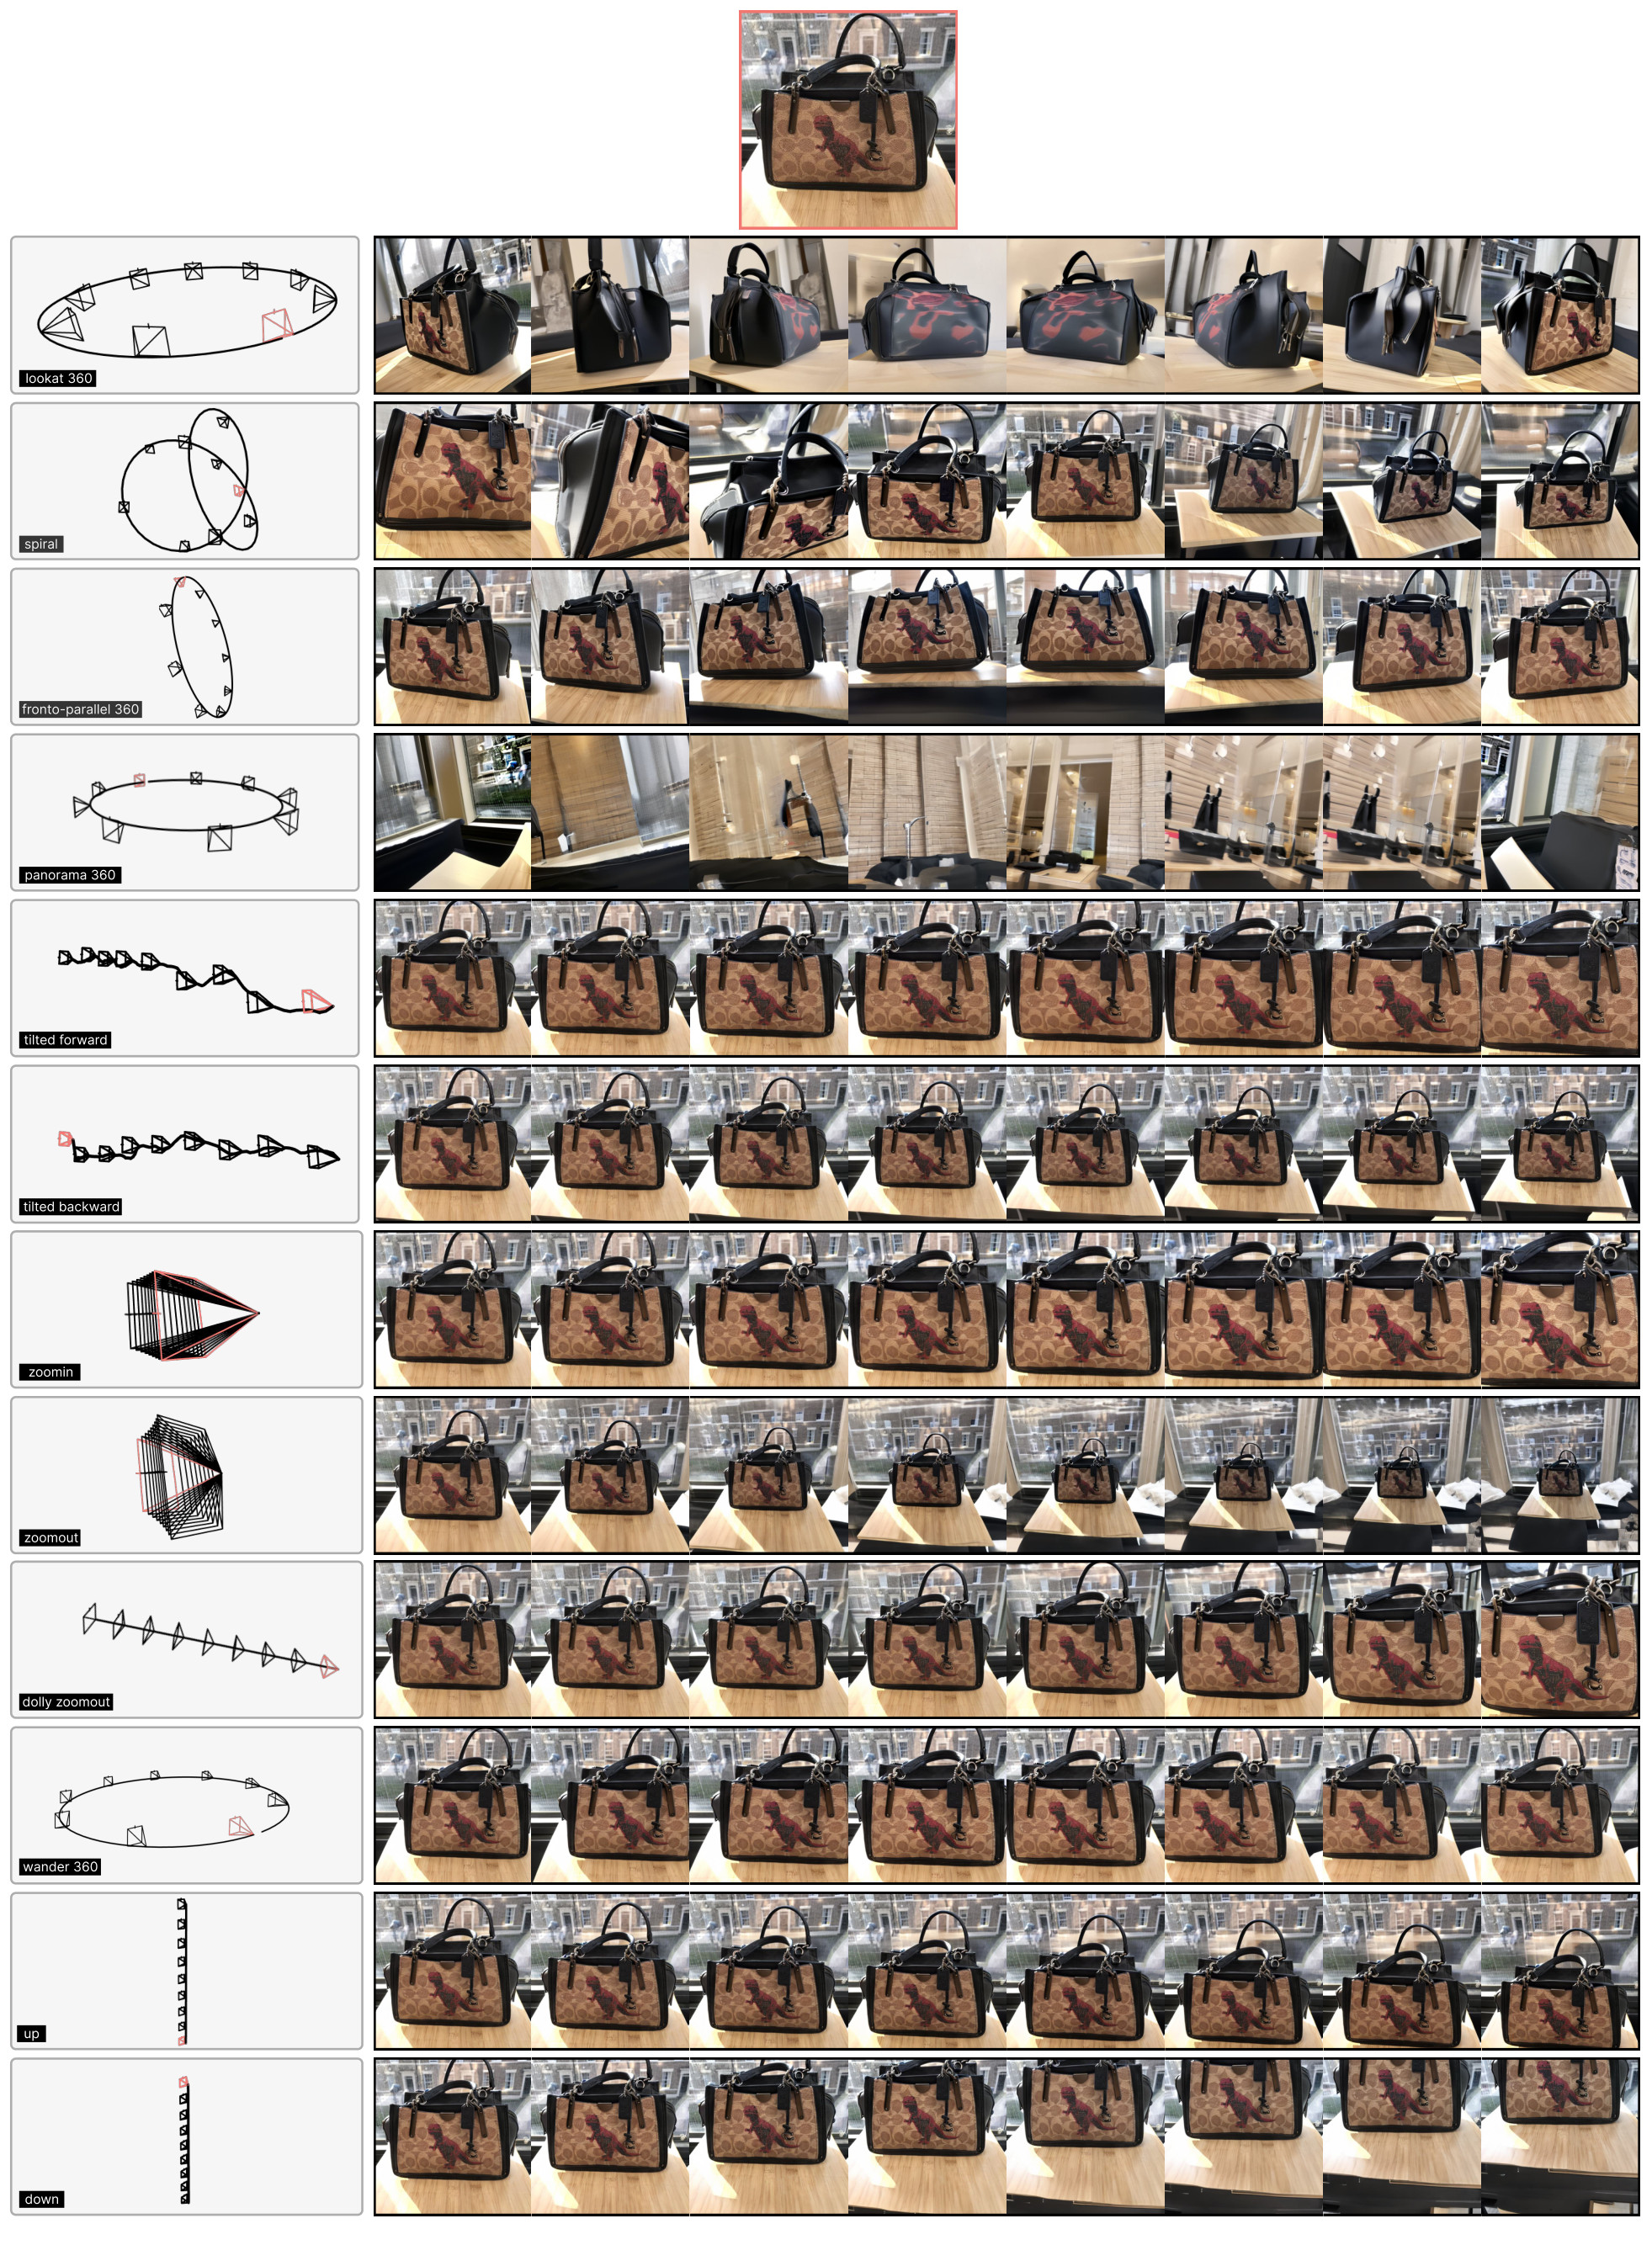 lookat 360
spiral
fronto-parallel 360
panorama 360
tilted forward
tilted backward
zoomin
zoomout
dolly zoomout
wander 360
up
down